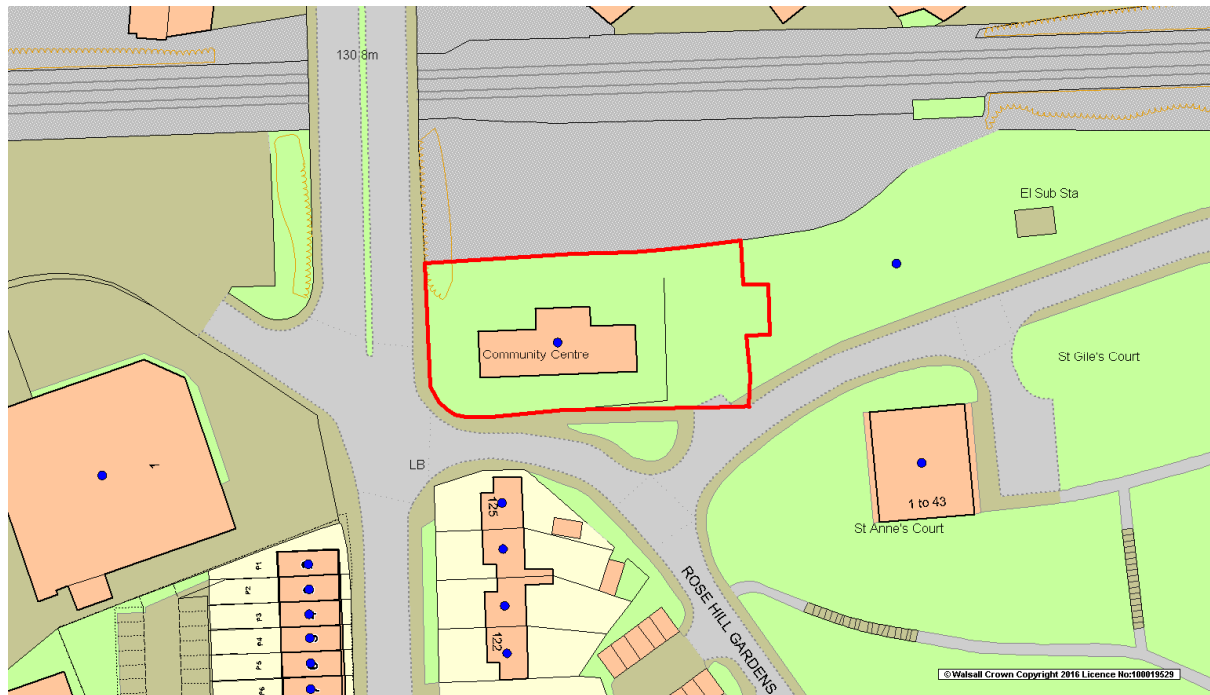 130.8m
El Sub Sta
Community Centre
St Gile's Court
1
LB
125
1 to 43
St Anne's Court
P1
P2
P3
P4
P5
P6
122
ROSE HILL GARDENS
© Walsall Crown Copyright 2016 Licence No:100019529